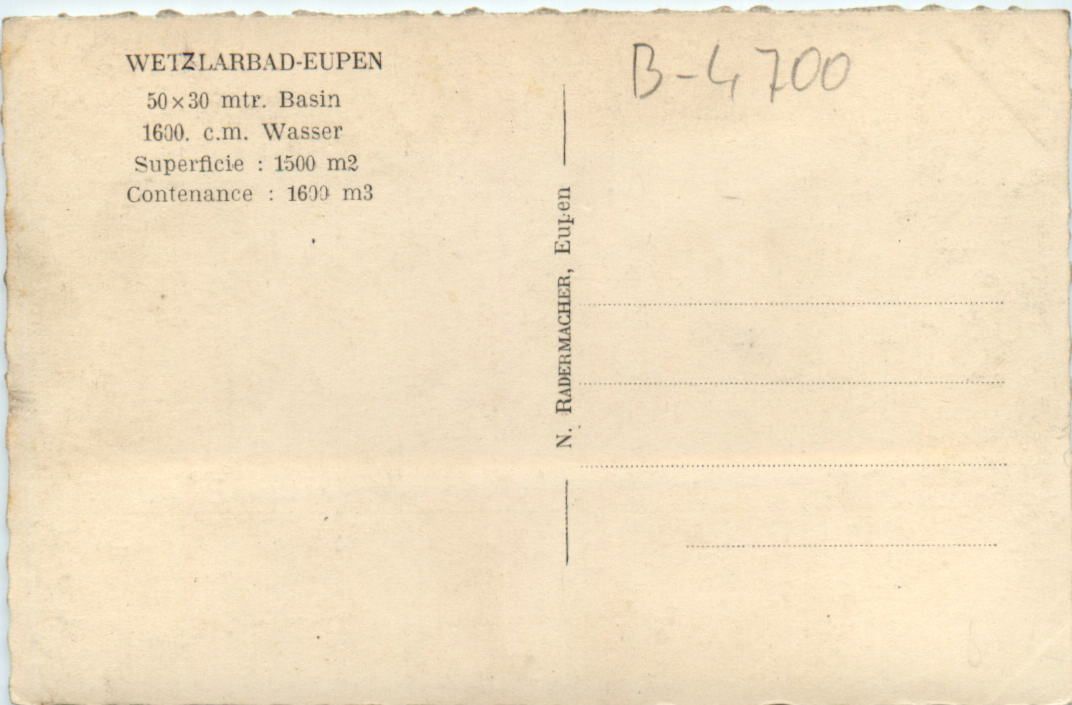 WETZLARBAD-EUPEN
50×30 mtr. Basin
1600. c.m. Wasser
Superficie : 1500 m2
Contenance : 1600 m3
B-4700
N. RADERMACHER, Eupen